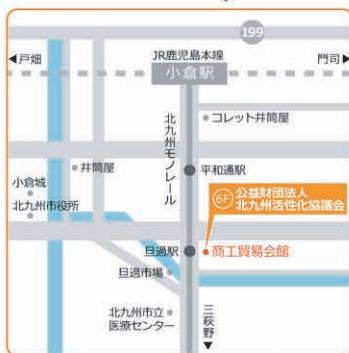 199
◀戸畑
JR鹿児島本線
門司▶
小倉駅
北九州モノレール
コレット井筒屋
井筒屋
平和通駅
小倉城
北九州市役所
6F
公益財団法人
北九州活性化協議会
旦過駅
商工貿易会館
旦過市場
北九州市立
医療センター
三萩野▼